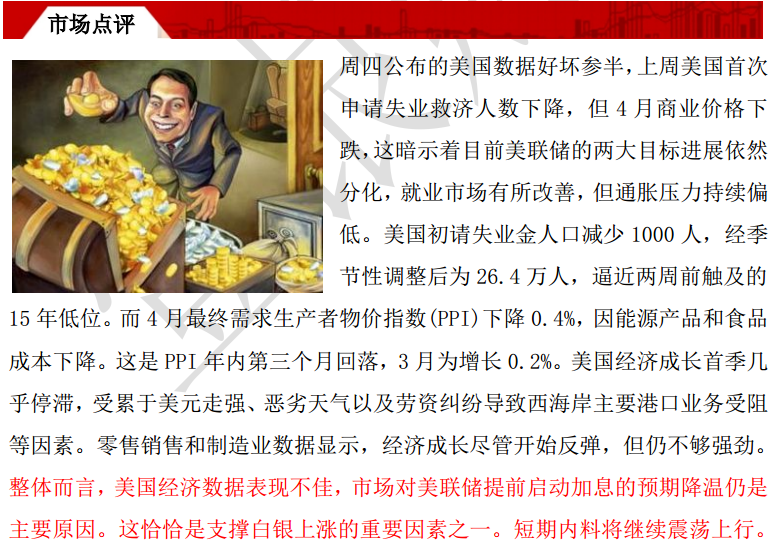 市场点评
周四公布的美国数据好坏参半，上周美国首次
申请失业救济人数下降，但 4 月商业价格下
跌，这暗示着目前美联储的两大目标进展依然
分化，就业市场有所改善，但通胀压力持续偏
低。美国初请失业金人口减少 1000 人，经季
节性调整后为 26.4 万人，逼近两周前触及的
15 年低位。而 4 月最终需求生产者物价指数(PPI)下降 0.4%，因能源产品和食品
成本下降。这是 PPI 年内第三个月回落，3 月为增长 0.2%。美国经济成长首季几
乎停滞，受累于美元走强、恶劣天气以及劳资纠纷导致西海岸主要港口业务受阻
等因素。零售销售和制造业数据显示，经济成长尽管开始反弹，但仍不够强劲。
整体而言，美国经济数据表现不佳，市场对美联储提前启动加息的预期降温仍是
主要原因。这恰恰是支撑白银上涨的重要因素之一。短期内料将继续震荡上行。